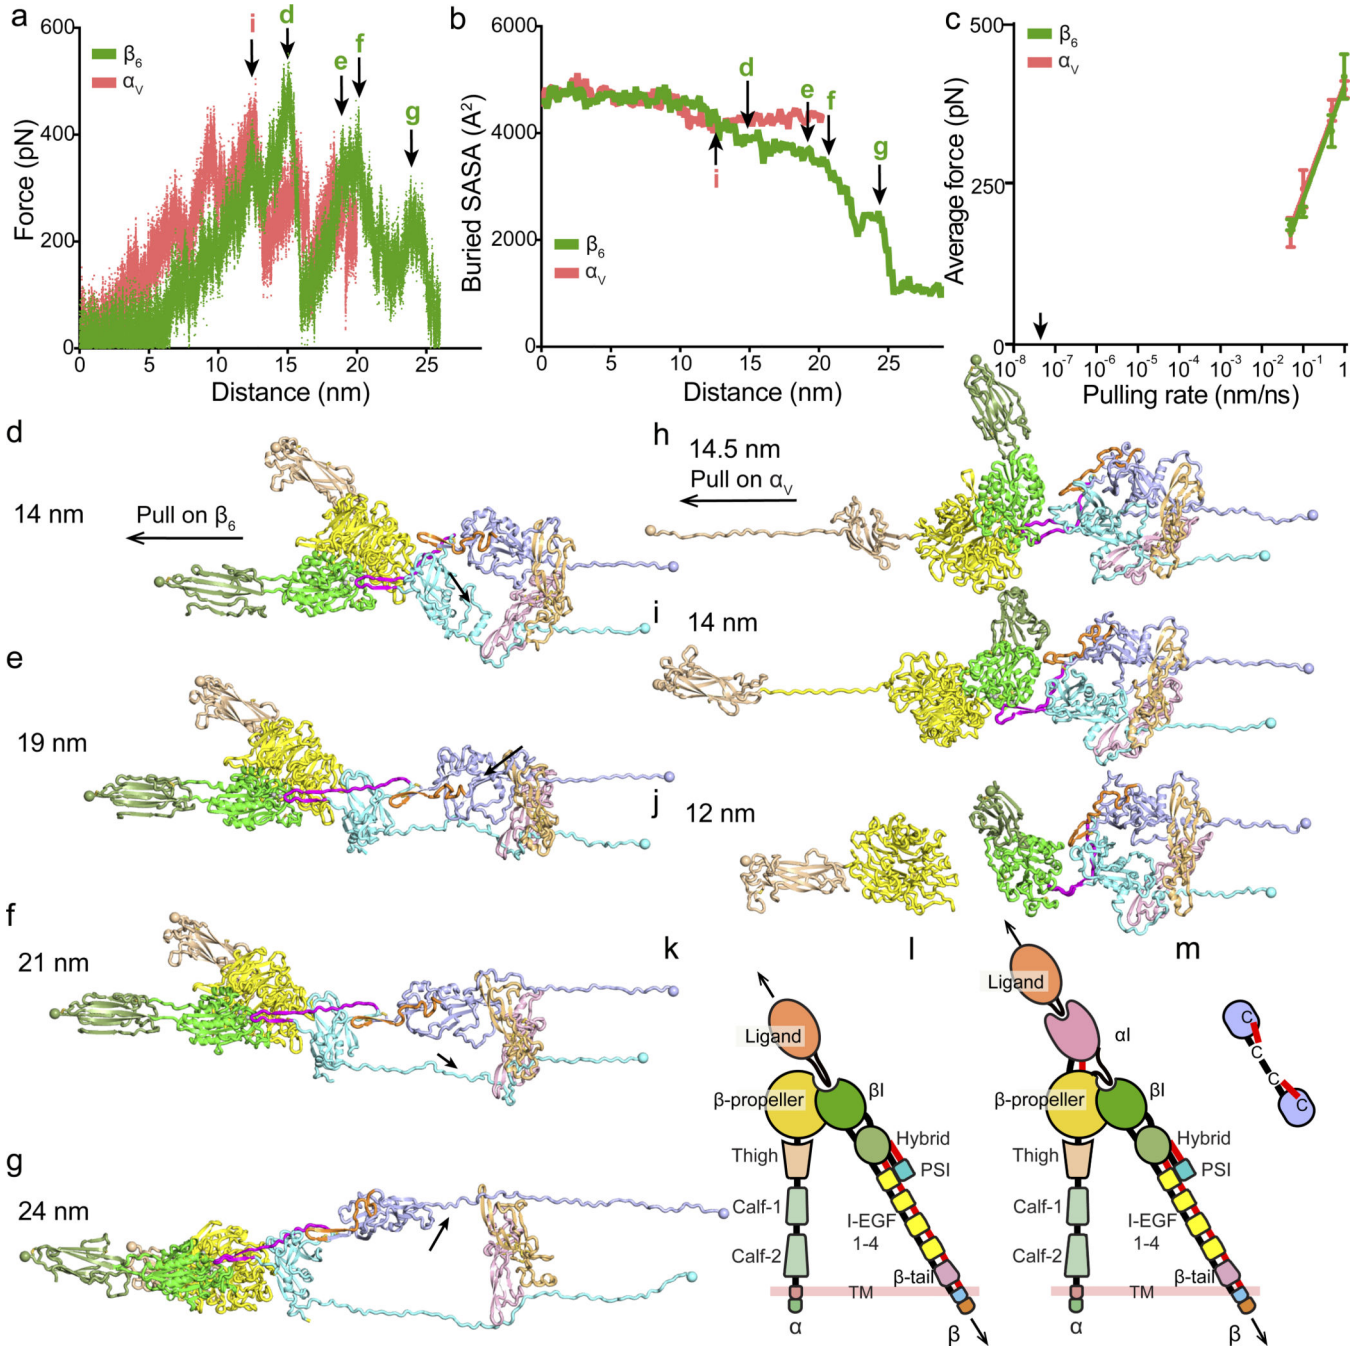 a
600
400
200
0
Force (pN)
β6
αV
i
d
e
f
g
0
5
10
15
20
25
Distance (nm)
b
6000
4000
2000
0
Buried SASA (A²)
d
e
f
g
i
β6
αV
0
5
10
15
20
25
Distance (nm)
c
500
250
0
Average force (pN)
β6
αV
10⁻⁸
10⁻⁷
10⁻⁶
10⁻⁵
10⁻⁴
10⁻³
10⁻²
10⁻¹
1
Pulling rate (nm/ns)
d
14 nm
Pull on β6
e
19 nm
f
21 nm
g
24 nm
h
14.5 nm
Pull on αV
i
14 nm
j
12 nm
k
Ligand
β-propeller
βI
Thigh
Hybrid
PSI
Calf-1
I-EGF
1-4
Calf-2
β-tail
TM
α
β
l
Ligand
αI
β-propeller
βI
Thigh
Hybrid
PSI
Calf-1
I-EGF
1-4
Calf-2
β-tail
TM
α
β
m
C
C
C
C